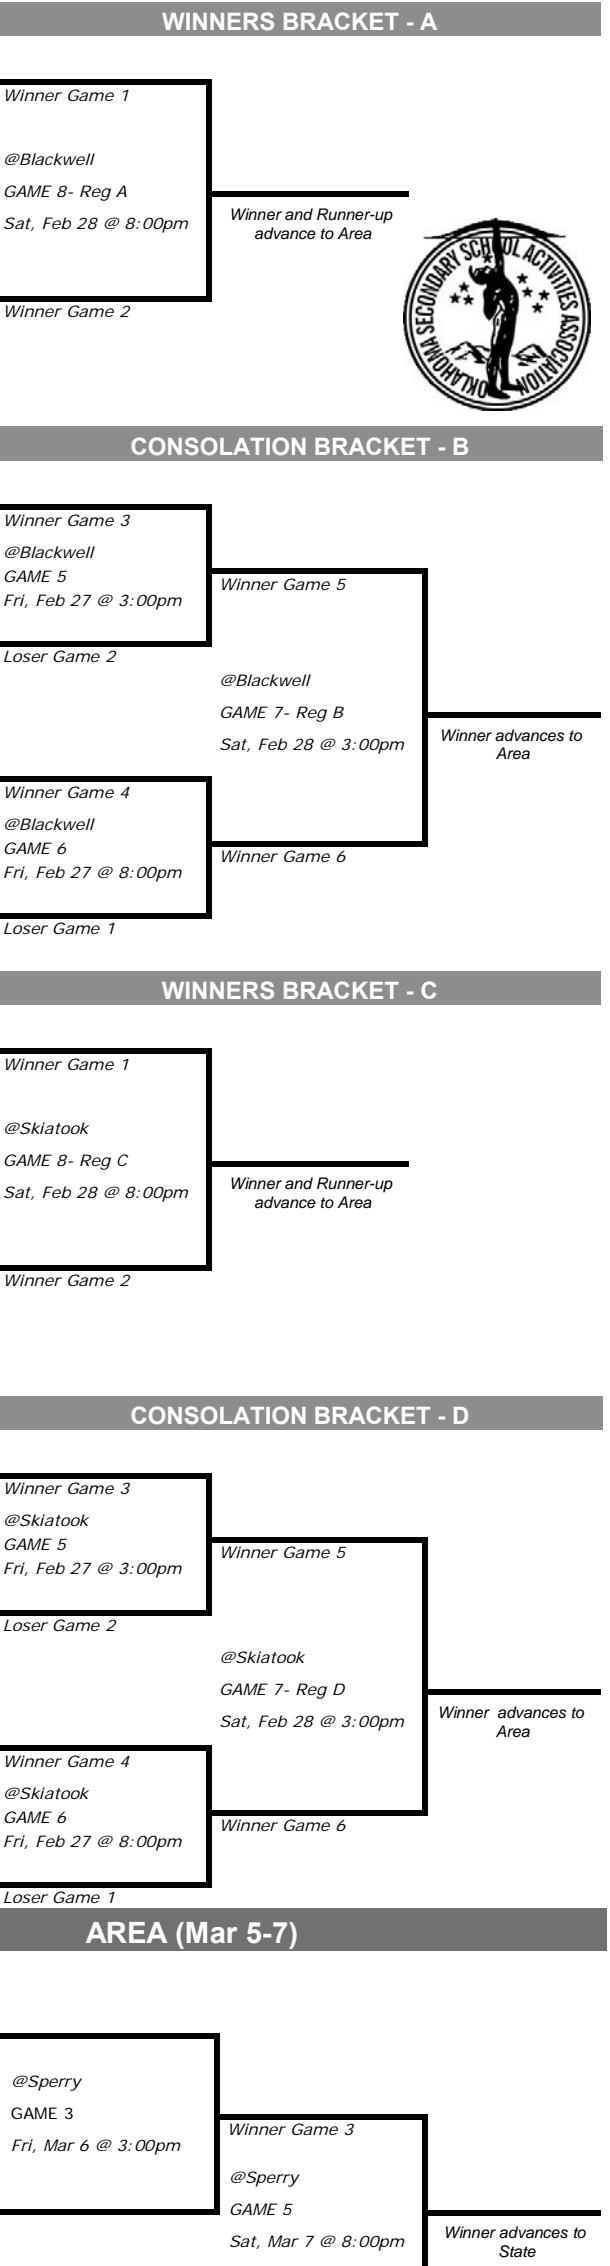 WINNERS BRACKET - A
Winner Game 1
@Blackwell
GAME 8- Reg A
Sat, Feb 28 @ 8:00pm
Winner and Runner-up
advance to Area
Winner Game 2
OKLAHOMA SECONDARY SCHOOL ACTIVITIES ASSOCIATION
CONSOLATION BRACKET - B
Winner Game 3
@Blackwell
GAME 5
Fri, Feb 27 @ 3:00pm
Winner Game 5
Loser Game 2
@Blackwell
GAME 7- Reg B
Sat, Feb 28 @ 3:00pm
Winner advances to
Area
Winner Game 4
@Blackwell
GAME 6
Fri, Feb 27 @ 8:00pm
Winner Game 6
Loser Game 1
WINNERS BRACKET - C
Winner Game 1
@Skiatook
GAME 8- Reg C
Sat, Feb 28 @ 8:00pm
Winner and Runner-up
advance to Area
Winner Game 2
CONSOLATION BRACKET - D
Winner Game 3
@Skiatook
GAME 5
Fri, Feb 27 @ 3:00pm
Winner Game 5
Loser Game 2
@Skiatook
GAME 7- Reg D
Sat, Feb 28 @ 3:00pm
Winner advances to
Area
Winner Game 4
@Skiatook
GAME 6
Fri, Feb 27 @ 8:00pm
Winner Game 6
Loser Game 1
AREA (Mar 5-7)
@Sperry
GAME 3
Fri, Mar 6 @ 3:00pm
Winner Game 3
@Sperry
GAME 5
Sat, Mar 7 @ 8:00pm
Winner advances to
State